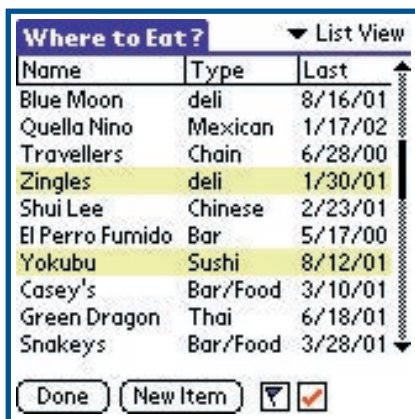 Where to Eat? List View
Name Type Last
Blue Moon deli 8/16/01
Quella Nino Mexican 1/17/02
Travellers Chain 6/28/00
Zingles deli 1/30/01
Shui Lee Chinese 2/23/01
El Perro Fumido Bar 5/17/00
Yokubu Sushi 8/12/01
Casey's Bar/Food 3/10/01
Green Dragon Thai 6/18/01
Snakeys Bar/Food 3/28/01
Done New Item